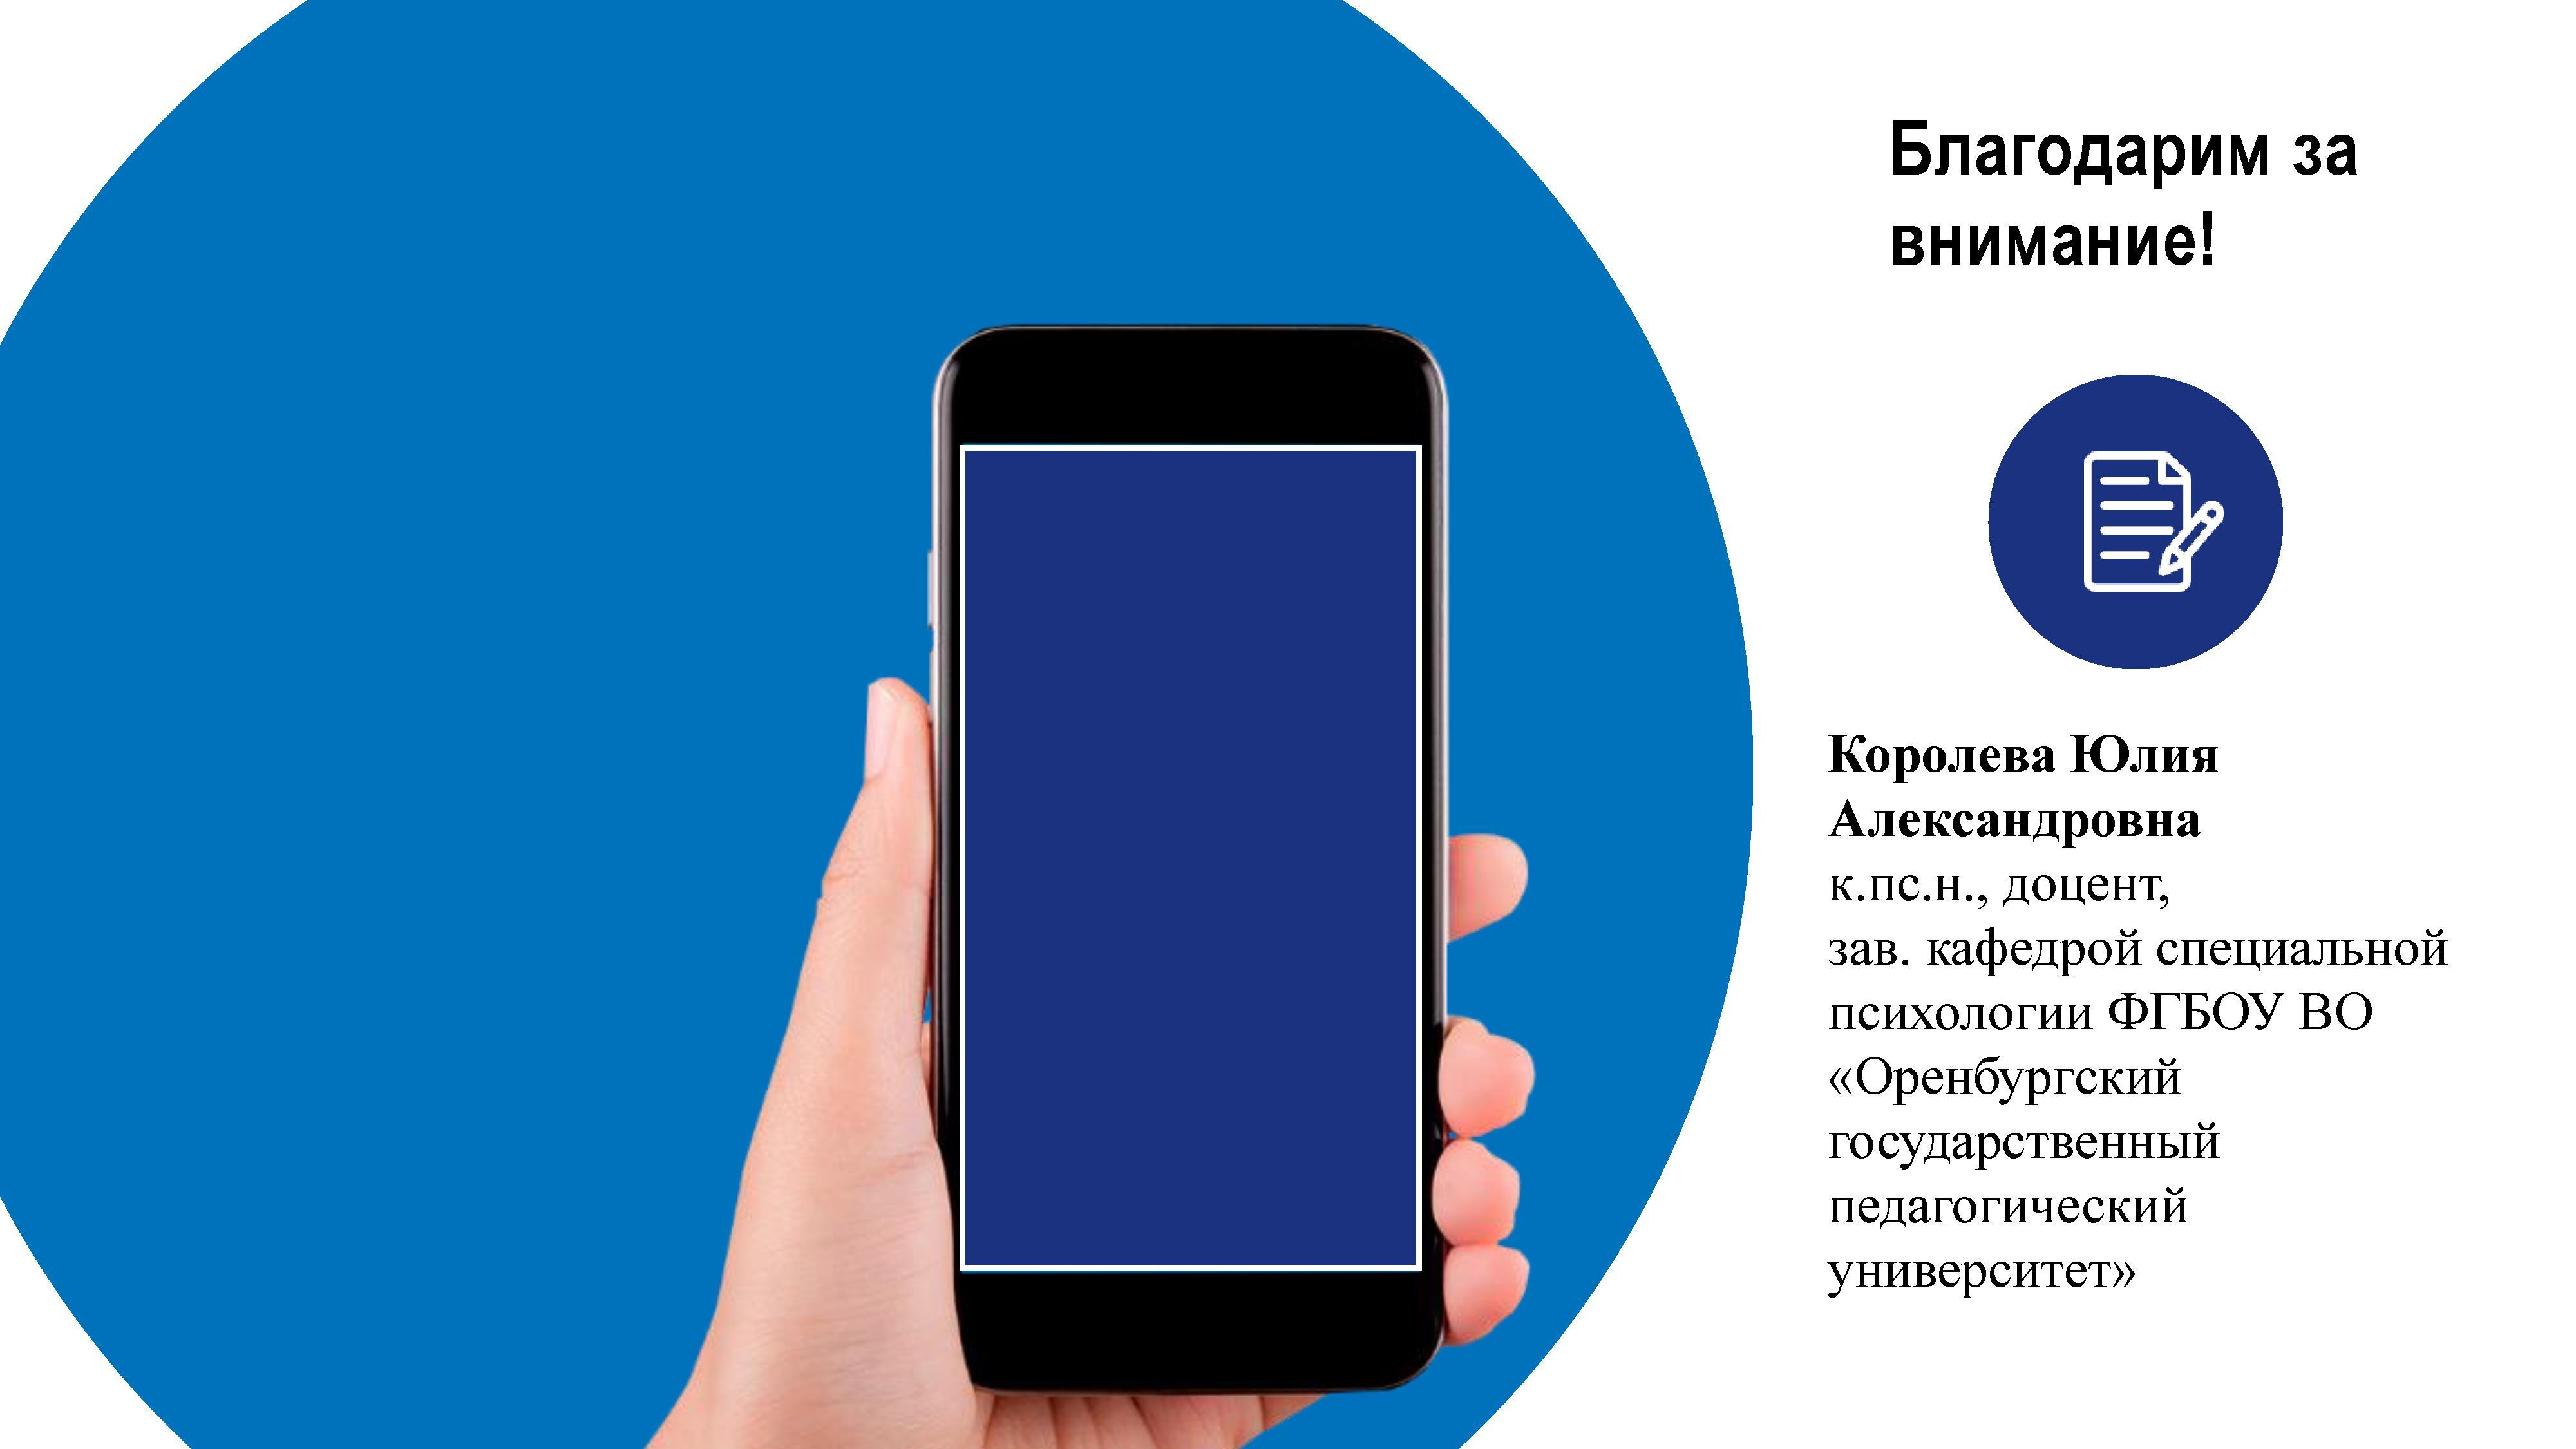 Благодарим за
внимание!
Королева Юлия
Александровна
к.пс.н., доцент,
зав. кафедрой специальной
психологии ФГБОУ ВО
«Оренбургский
государственный
педагогический
университет»